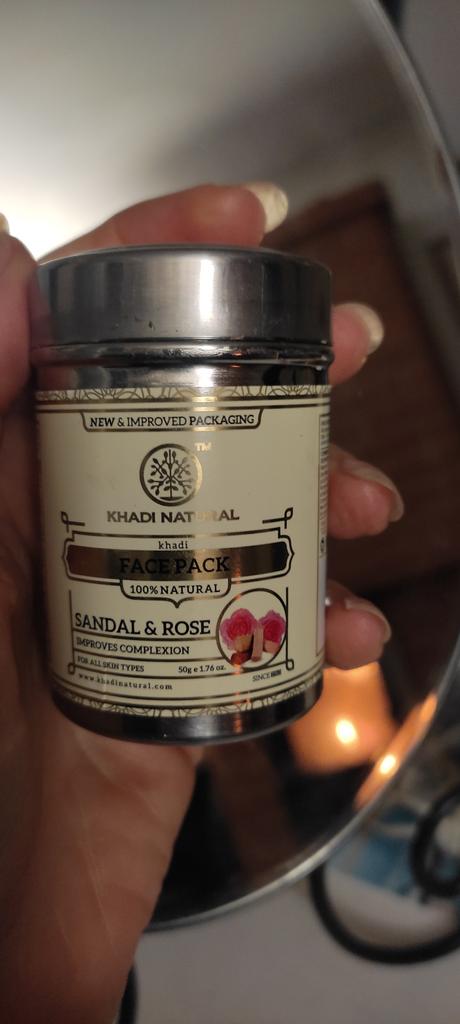 NEW & IMPROVED PACKAGING
TM
KHADI NATURAL
khadi
FACE PACK
100% NATURAL
SANDAL & ROSE
IMPROVES COMPLEXION
FOR ALL SKIN TYPES
50g e 1.76 oz.
www.khadinatural.com
SINCE